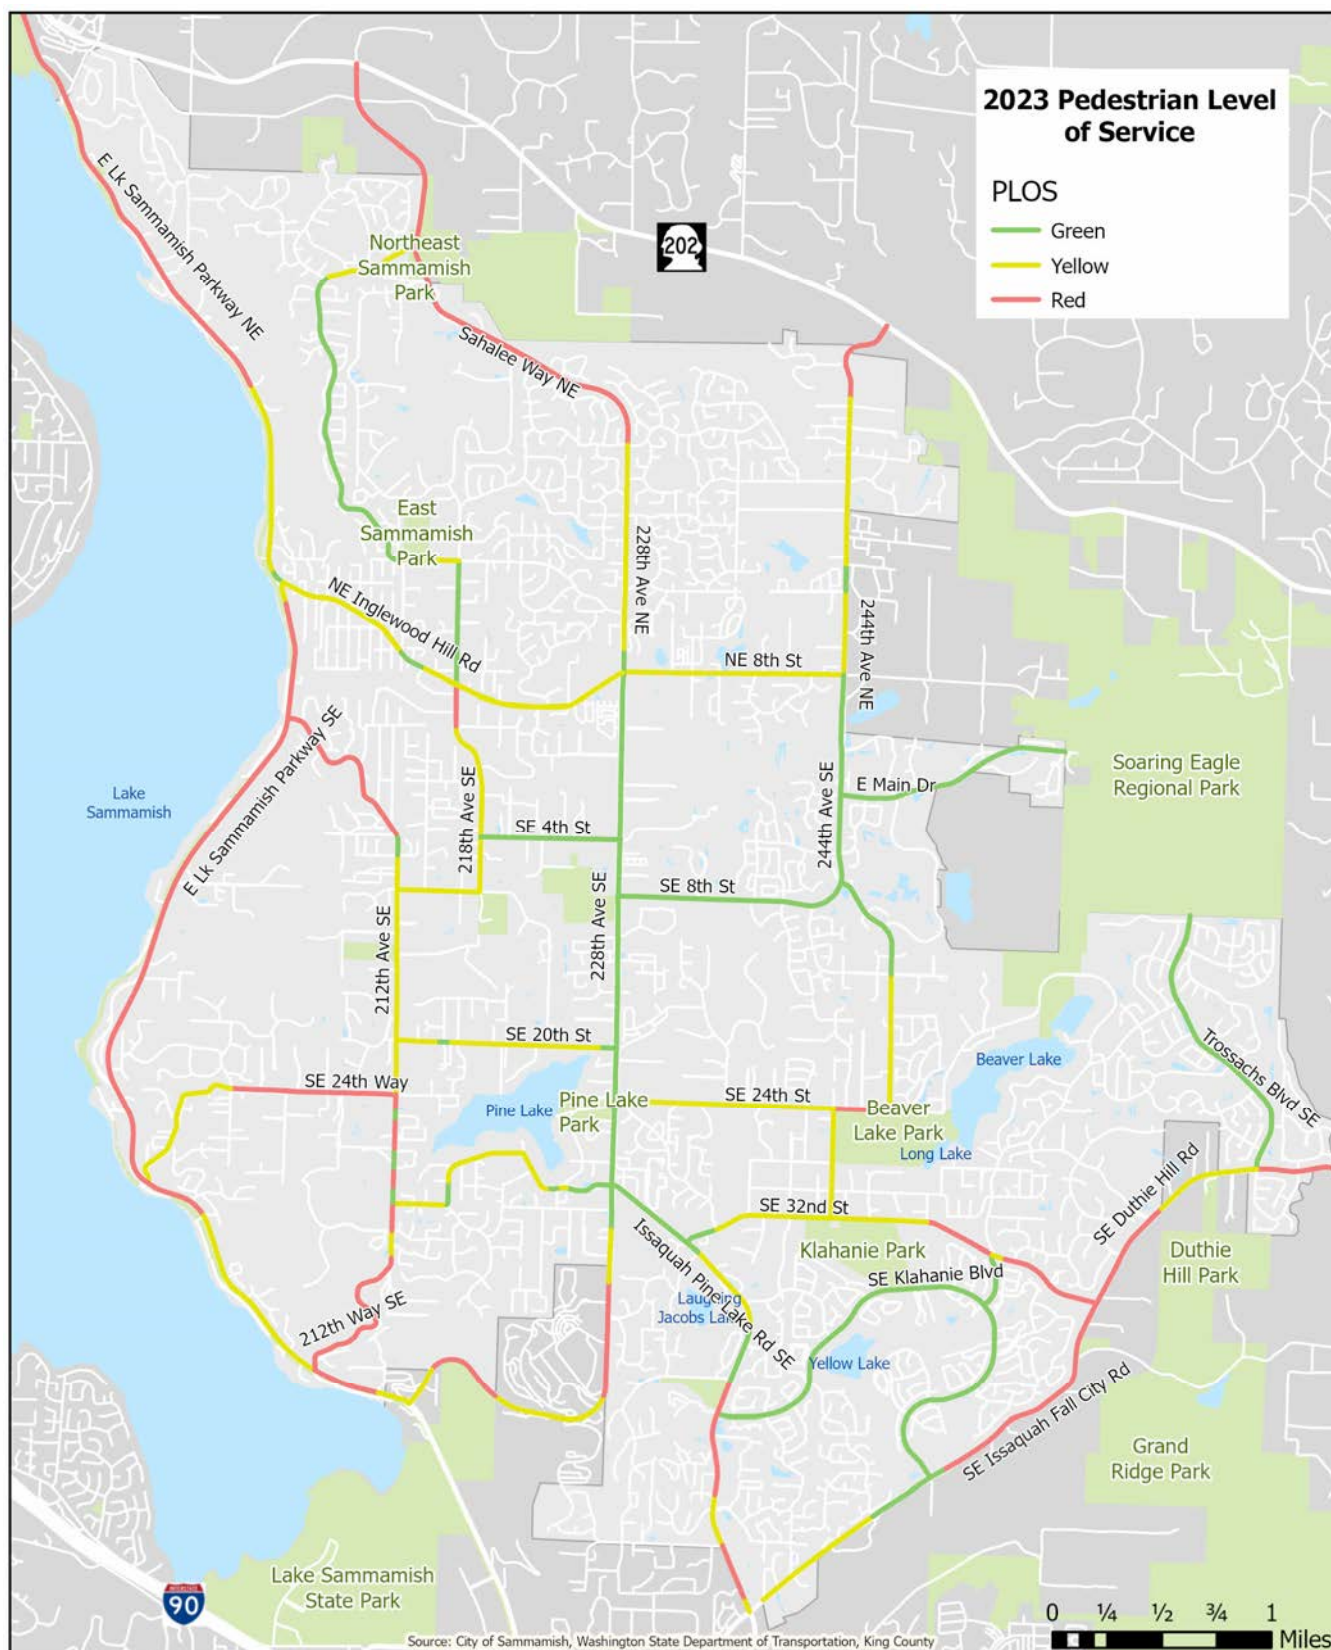 2023 Pedestrian Level
of Service
PLOS
Green
Yellow
Red
E Lk Sammamish Parkway NE
Northeast
Sammamish
Park
202
Sahalee Way NE
East
Sammamish
Park
228th Ave NE
NE Inglewood Hill Rd
244th Ave NE
NE 8th St
E Lk Sammamish Parkway SE
Soaring Eagle
Regional Park
Lake
Sammamish
218th Ave SE
E Main Dr
SE 4th St
244th Ave SE
SE 8th St
212th Ave SE
228th Ave SE
SE 20th St
Beaver Lake
Trossachs Blvd SE
SE 24th Way
Pine Lake
Pine Lake
Park
SE 24th St
Beaver
Lake Park
Long Lake
SE 32nd St
SE Duthie Hill Rd
Issaquah Pine Lake Rd SE
Klahanie Park
Duthie
Hill Park
SE Klahanie Blvd
212th Way SE
Laughing
Jacobs Lake
Yellow Lake
SE Issaquah Fall City Rd
Grand
Ridge Park
Lake Sammamish
State Park
INTERSTATE
90
0 ¼ ½ ¾ 1
Miles
Source: City of Sammamish, Washington State Department of Transportation, King County